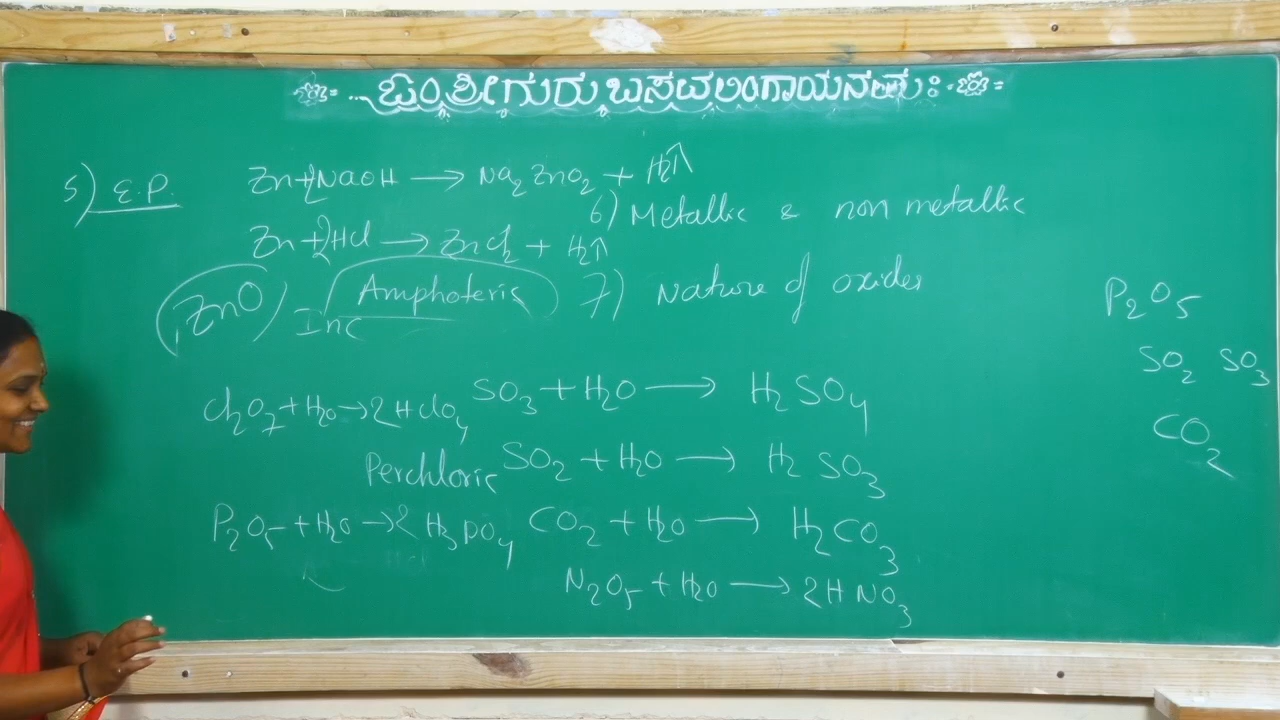 ಓಂ ಶ್ರೀ ಗುರು ಬಸವಲಿಂಗಾಯ ನಮಃ
5) E.P. Zn+2NaOH → Na₂ZnO₂ + H₂↑
6) Metallic & non metallic
Zn+2HCl → ZnCl₂ + H₂↑
ZnO Inc Amphoteric 7) Nature of oxides
P₂O₅
SO₂ SO₃
CO₂
Cl₂O₇+H₂O→2HClO₄ SO₃+H₂O → H₂SO₄
Perchloric SO₂+H₂O → H₂SO₃
P₂O₅+H₂O→2H₃PO₄ CO₂+H₂O → H₂CO₃
N₂O₅+H₂O → 2HNO₃